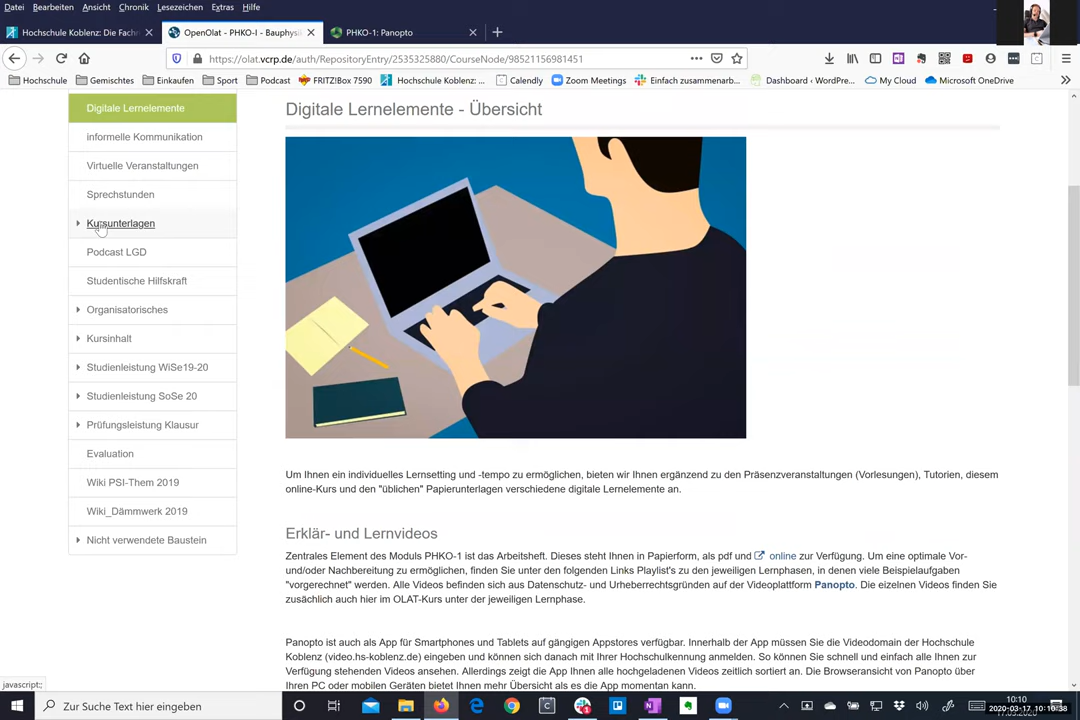 Datei Bearbeiten Ansicht Chronik Lesezeichen Extras Hilfe
Hochschule Koblenz: Die Fach
OpenOlat - PHKO-I - Bauphysi
PHKO-1: Panopto
https://olat.vcrp.de/auth/RepositoryEntry/2535325880/CourseNode/98521156981451
Hochschule
Gemischtes
Einkaufen
Sport
Podcast
FRITZ!Box 7590
Hochschule Koblenz: ...
Calendly
Zoom Meetings
Einfach zusammenarb...
Dashboard ‹ WordPre...
My Cloud
Microsoft OneDrive
Digitale Lernelemente
informelle Kommunikation
Virtuelle Veranstaltungen
Sprechstunden
Kursunterlagen
Podcast LGD
Studentische Hilfskraft
Organisatorisches
Kursinhalt
Studienleistung WiSe19-20
Studienleistung SoSe 20
Prüfungsleistung Klausur
Evaluation
Wiki PSI-Them 2019
Wiki_Dämmwerk 2019
Nicht verwendete Baustein
Digitale Lernelemente - Übersicht
Um Ihnen ein individuelles Lernsetting und -tempo zu ermöglichen, bieten wir Ihnen ergänzend zu den Präsenzveranstaltungen (Vorlesungen), Tutorien, diesem
online-Kurs und den "üblichen" Papierunterlagen verschiedene digitale Lernelemente an.
Erklär- und Lernvideos
Zentrales Element des Moduls PHKO-1 ist das Arbeitsheft. Dieses steht Ihnen in Papierform, als pdf und online zur Verfügung. Um eine optimale Vor-
und/oder Nachbereitung zu ermöglichen, finden Sie unter den folgenden Links Playlist's zu den jeweiligen Lernphasen, in denen viele Beispielaufgaben
"vorgerechnet" werden. Alle Videos befinden sich aus Datenschutz- und Urheberrechtsgründen auf der Videoplattform Panopto. Die eizelnen Videos finden Sie
zusächlich auch hier im OLAT-Kurs unter der jeweiligen Lernphase.
Panopto ist auch als App für Smartphones und Tablets auf gängigen Appstores verfügbar. Innerhalb der App müssen Sie die Videodomain der Hochschule
Koblenz (video.hs-koblenz.de) eingeben und können sich danach mit Ihrer Hochschulkennung anmelden. So können Sie schnell und einfach alle Ihnen zur
Verfügung stehenden Videos ansehen. Allerdings zeigt die App Ihnen alle hochgeladenen Videos zeitlich sortiert an. Die Browseransicht von Panopto über
Ihren PC oder mobilen Geräten bietet Ihnen mehr Übersicht als es die App momentan kann.
javascript:;
Zur Suche Text hier eingeben
10:10
2020-03-17, 10:10:38